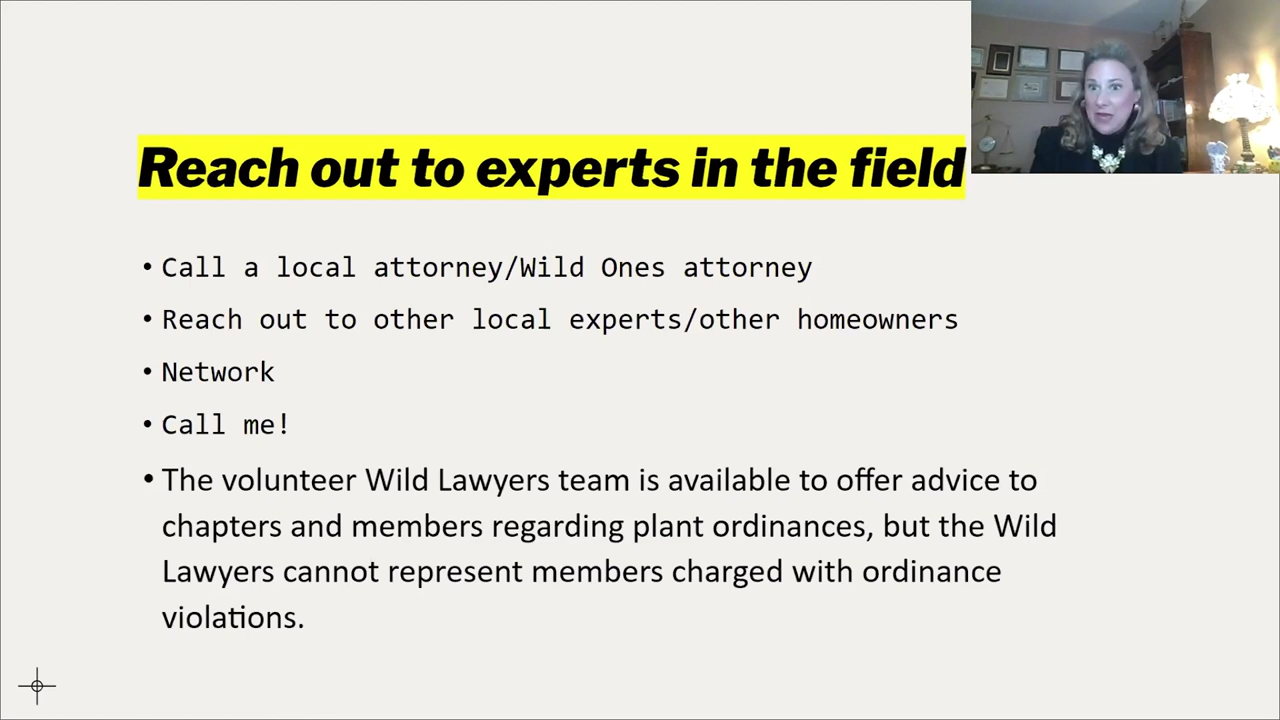 Reach out to experts in the field
• Call a local attorney/Wild Ones attorney
• Reach out to other local experts/other homeowners
• Network
• Call me!
• The volunteer Wild Lawyers team is available to offer advice to
chapters and members regarding plant ordinances, but the Wild
Lawyers cannot represent members charged with ordinance
violations.